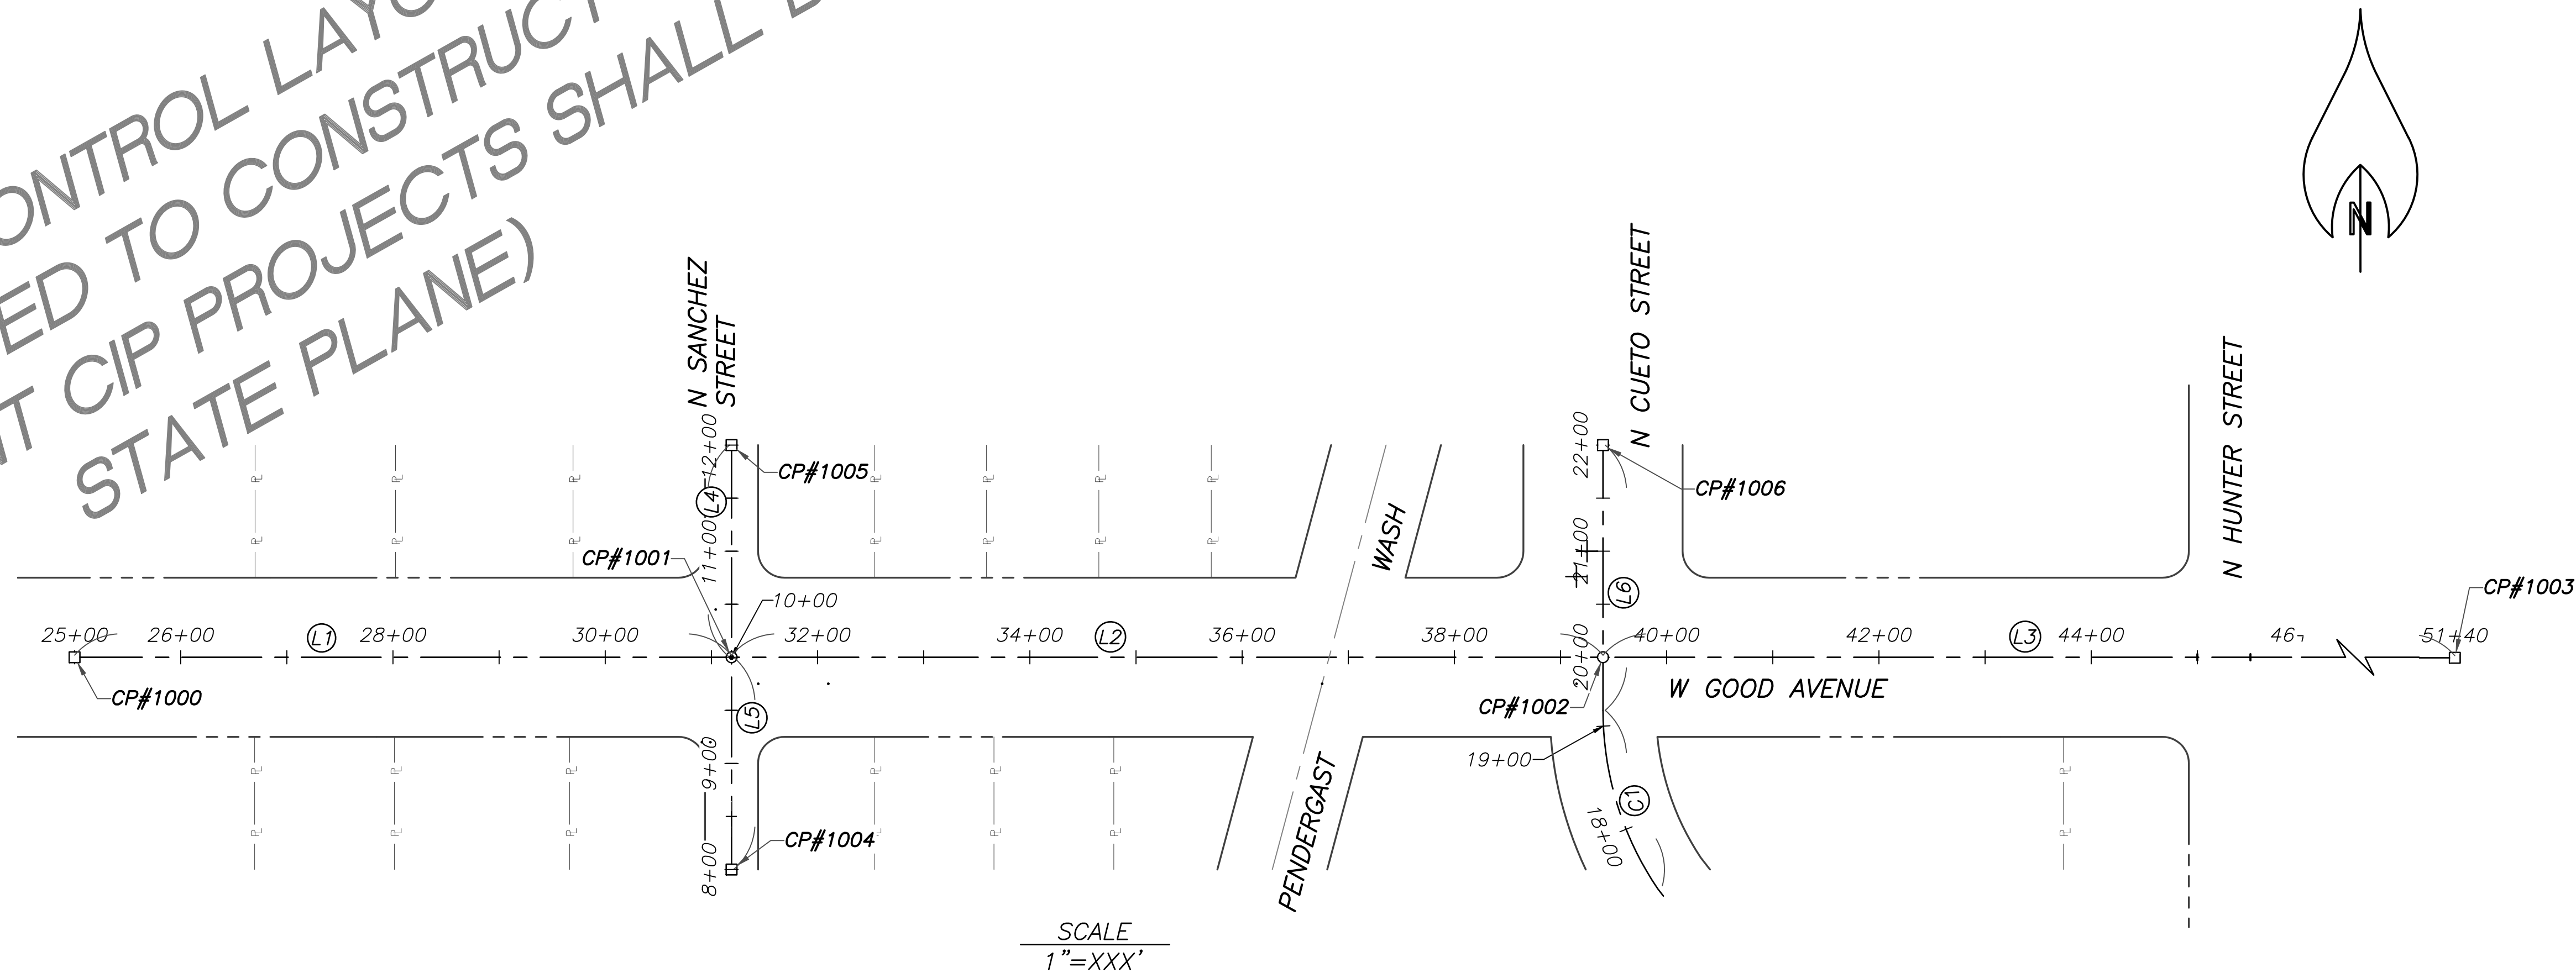 ONTROL LAYO
ED TO CONSTRUCT
T CIP PROJECTS SHALL B
STATE PLANE)
N
N SANCHEZ
STREET
N CUETO STREET
N HUNTER STREET
12+00
CP#1005
22+00
CP#1006
L4
WASH
CP#1001
11+00
21+00
CP#1003
10+00
L6
25+00
26+00
L1
28+00
30+00
32+00
34+00
L2
36+00
38+00
40+00
42+00
L3
44+00
46+
51+40
CP#1000
20+00
W GOOD AVENUE
CP#1002
L5
9+00
19+00
PENDERGAST
C1
18+00
CP#1004
8+00
SCALE
1"=XXX'